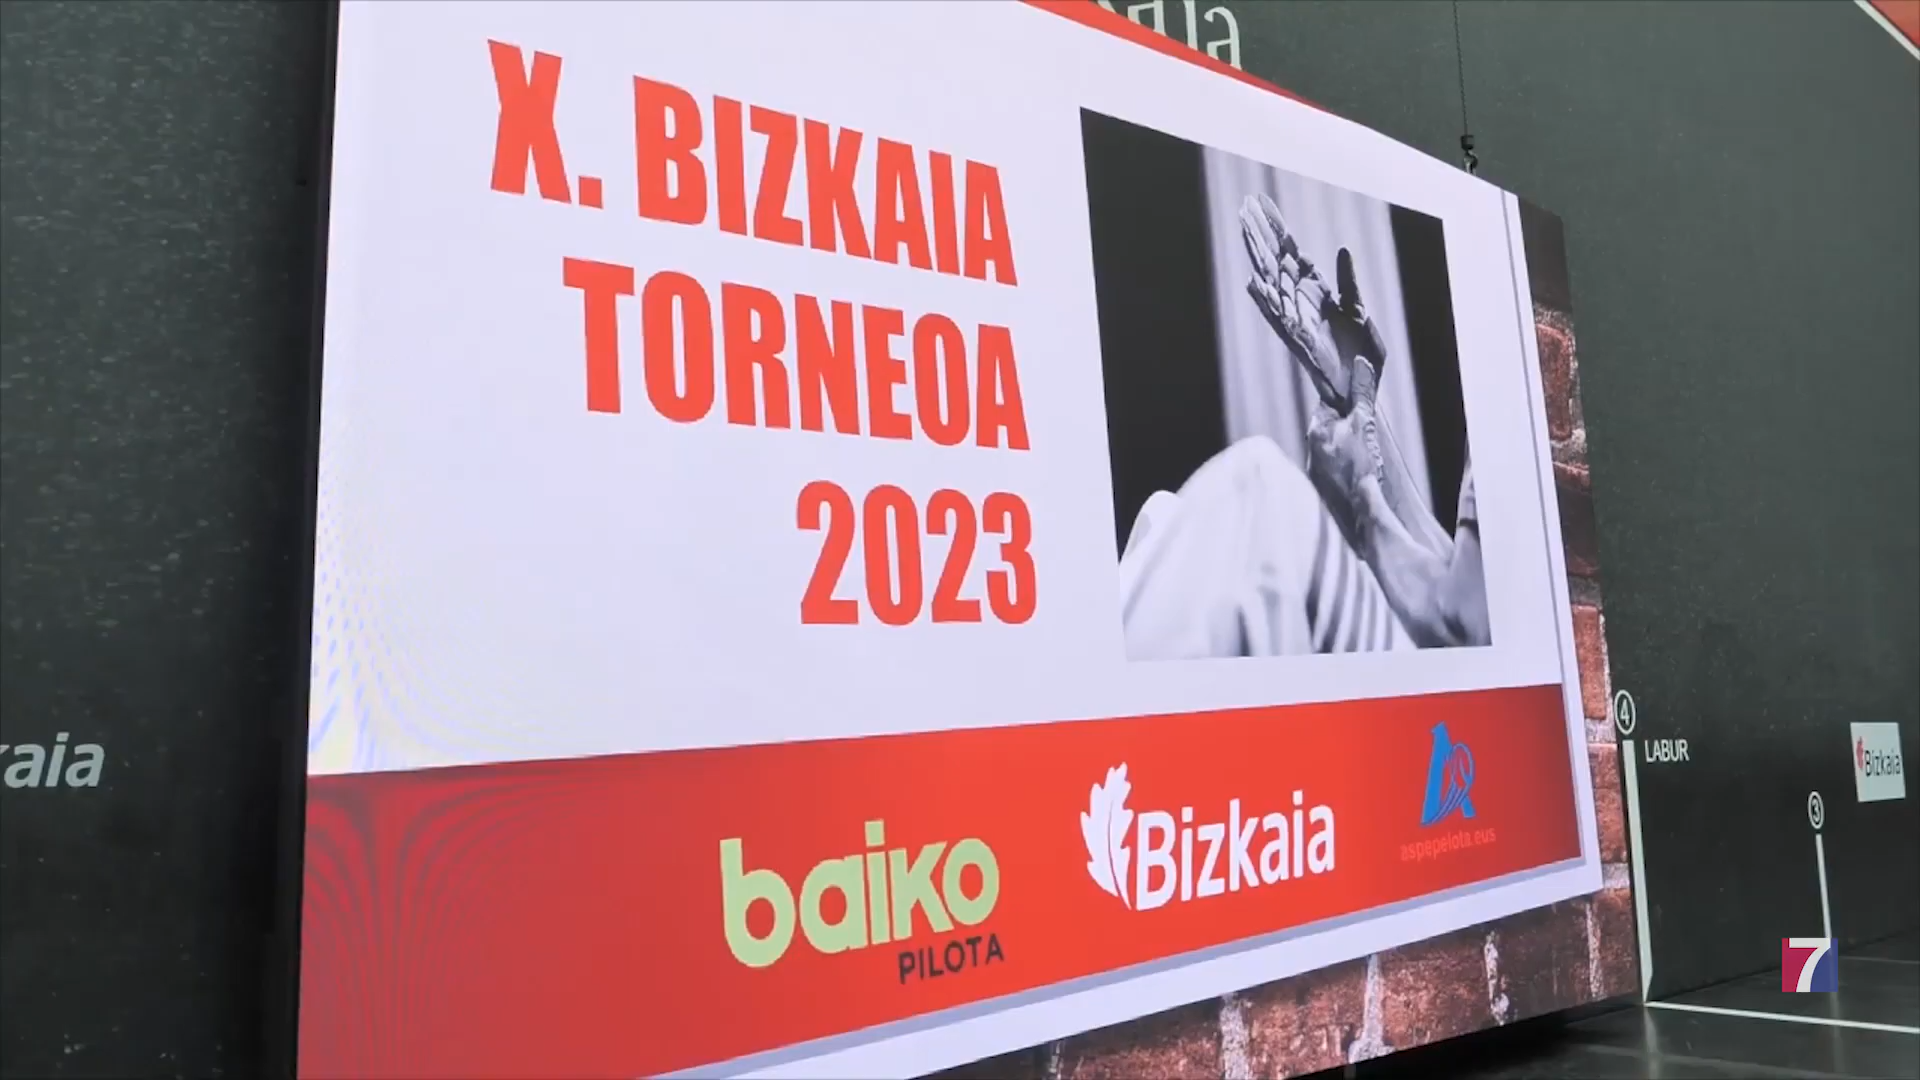 X. BIZKAIA
TORNEOA
2023
baiko
PILOTA
Bizkaia
aspepelota.eus
kaia
4
LABUR
3
Bizkaia
7